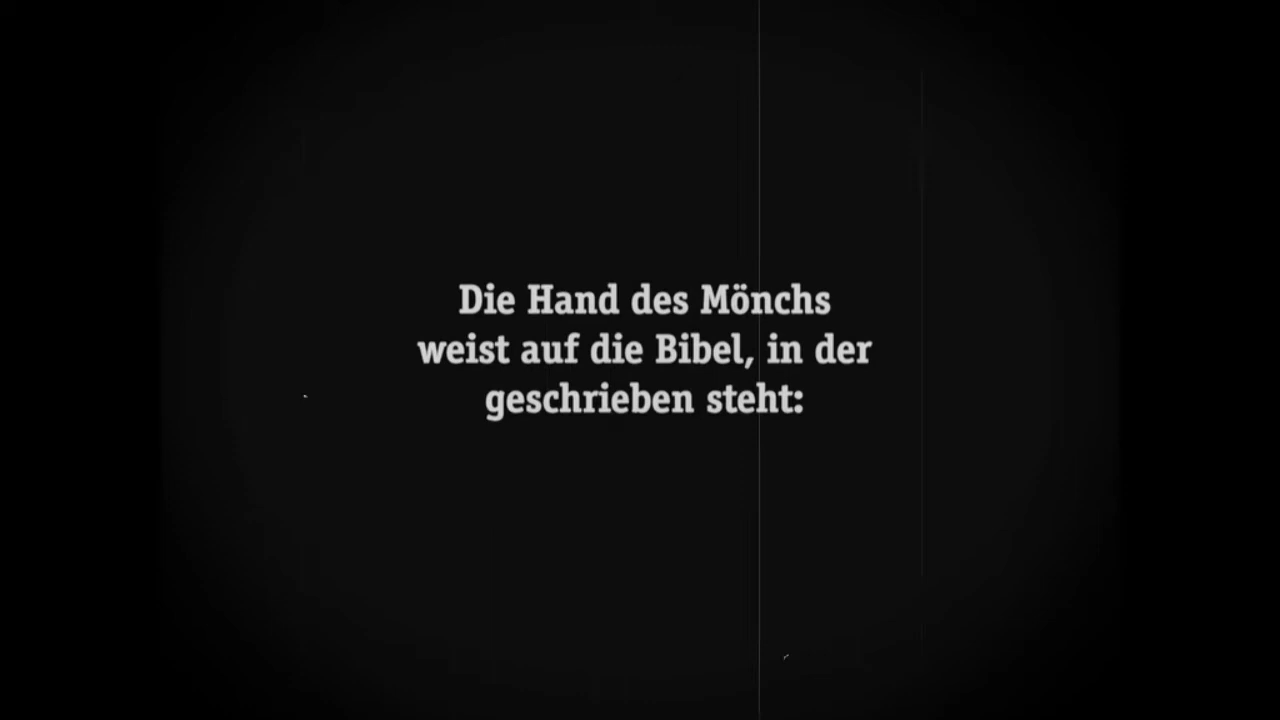 Die Hand des Mönchs
weist auf die Bibel, in der
geschrieben steht: